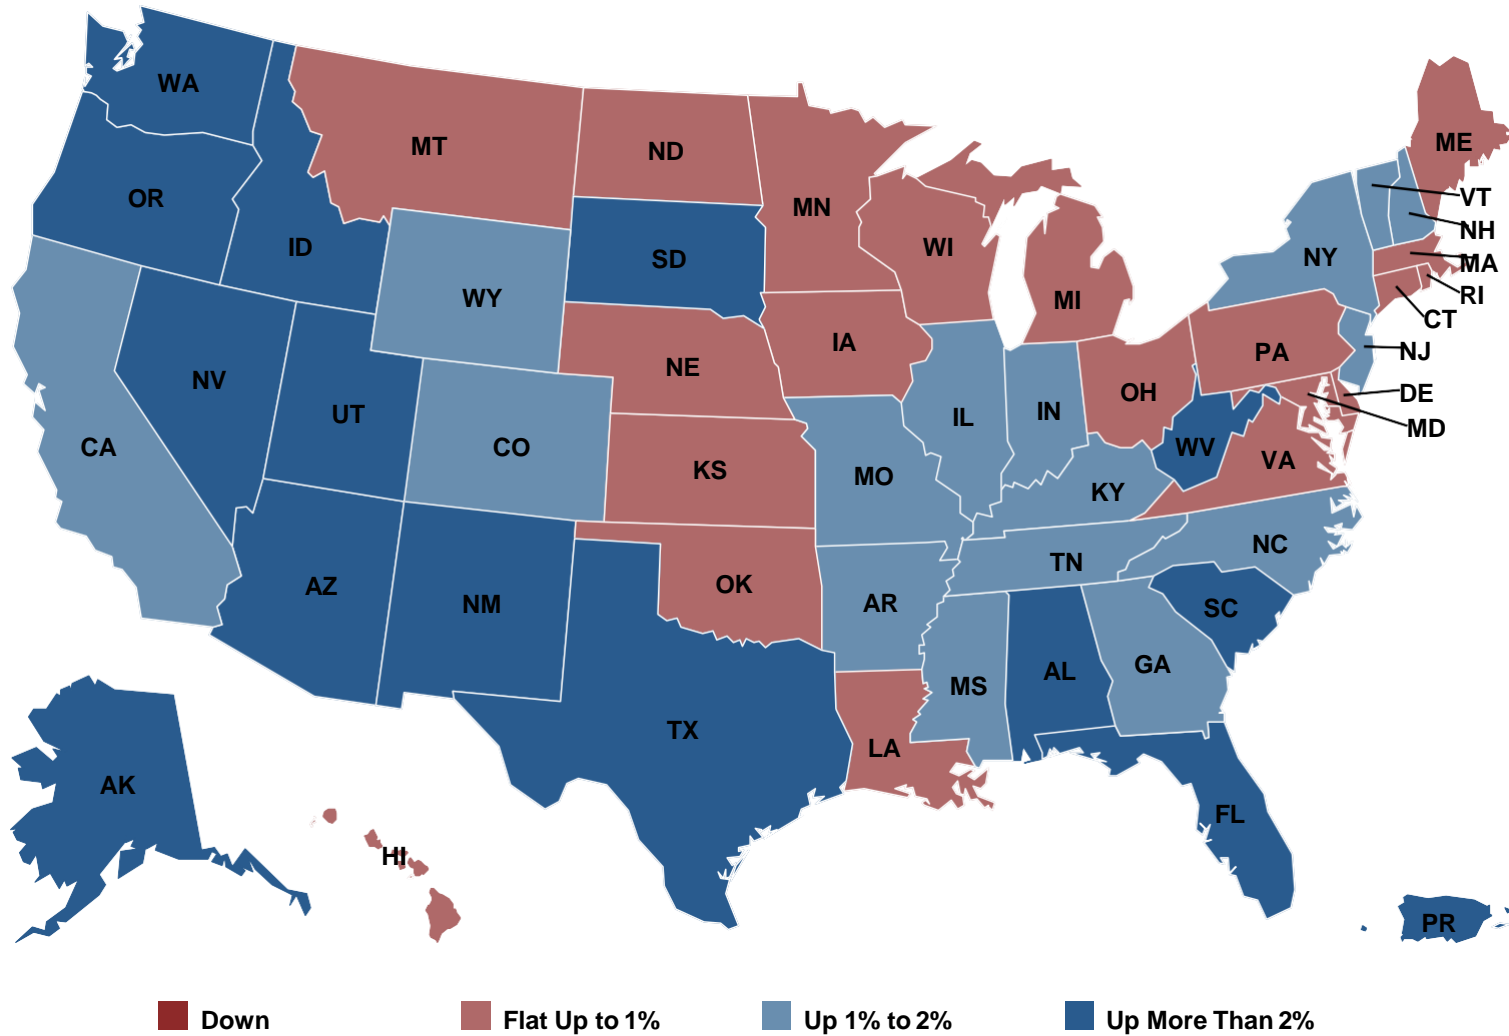 WA
MT
ND
ME
OR
MN
VT
NH
WI
ID
SD
NY
MA
WY
MI
RI
CT
IA
PA
NJ
NE
NV
OH
DE
UT
IL
IN
MD
CA
CO
WV
VA
KS
MO
KY
NC
TN
AZ
OK
NM
AR
SC
GA
AL
MS
TX
LA
AK
FL
HI
PR
Down
Flat Up to 1%
Up 1% to 2%
Up More Than 2%